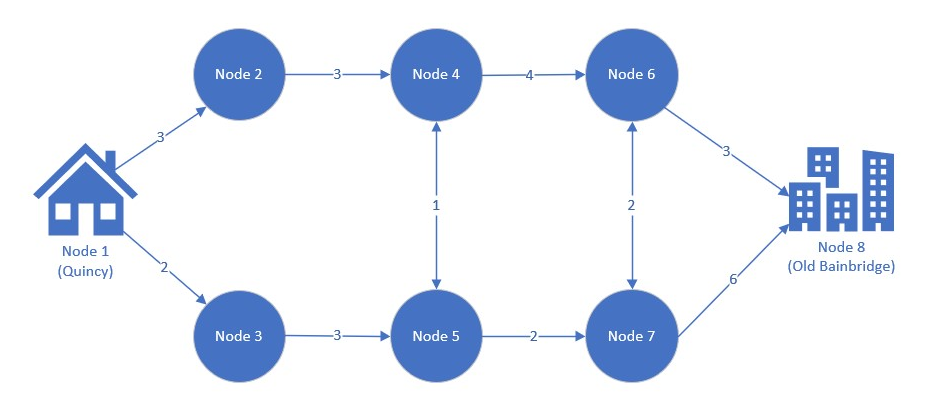 Node 2
3
Node 4
4
Node 6
3
3
Node 1
(Quincy)
1
2
Node 8
(Old Bainbridge)
2
6
Node 3
3
Node 5
2
Node 7